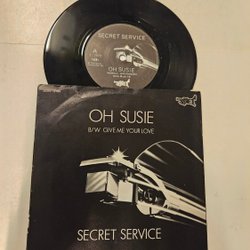 SECRET SERVICE
A
OH SUSIE
OH SUSIE
B/W GIVE ME YOUR LOVE
SECRET SERVICE